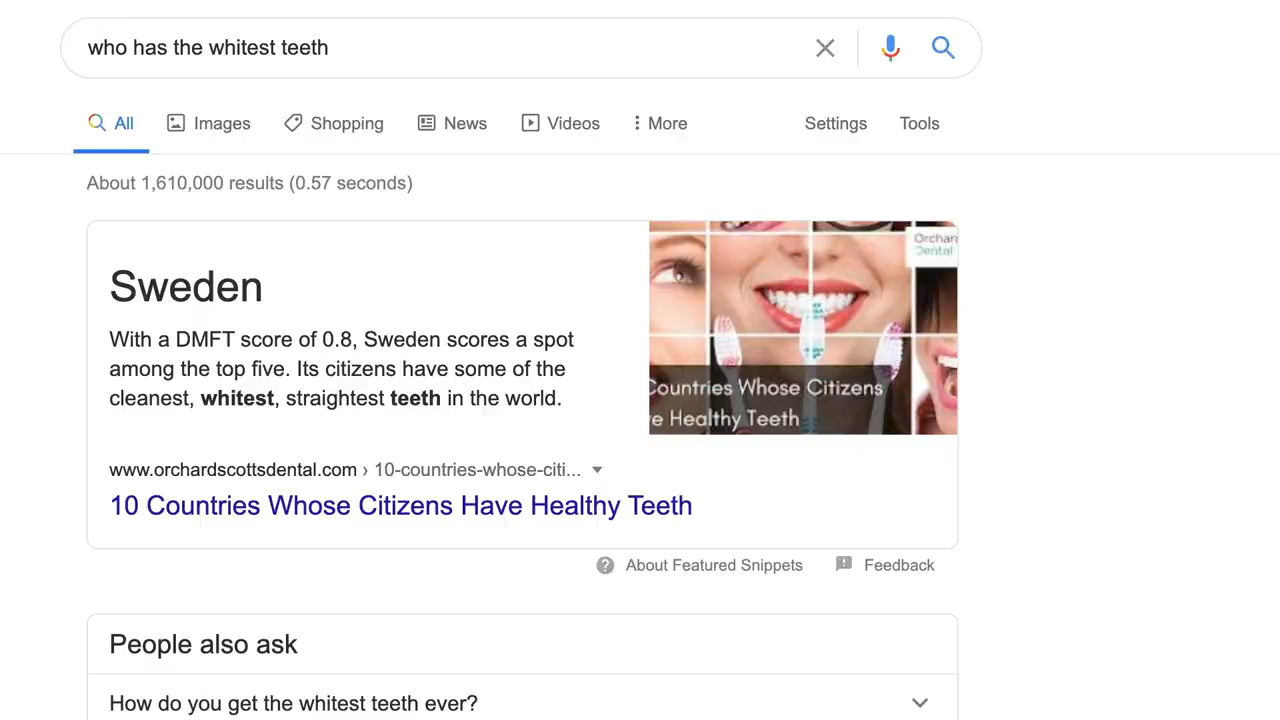 who has the whitest teeth
All Images Shopping News Videos More Settings Tools
About 1,610,000 results (0.57 seconds)
Sweden
With a DMFT score of 0.8, Sweden scores a spot
among the top five. Its citizens have some of the
cleanest, whitest, straightest teeth in the world.
Orchar
Dental
Countries Whose Citizens
e Healthy Teeth
www.orchardscottsdental.com › 10-countries-whose-citi...
10 Countries Whose Citizens Have Healthy Teeth
About Featured Snippets Feedback
People also ask
How do you get the whitest teeth ever?